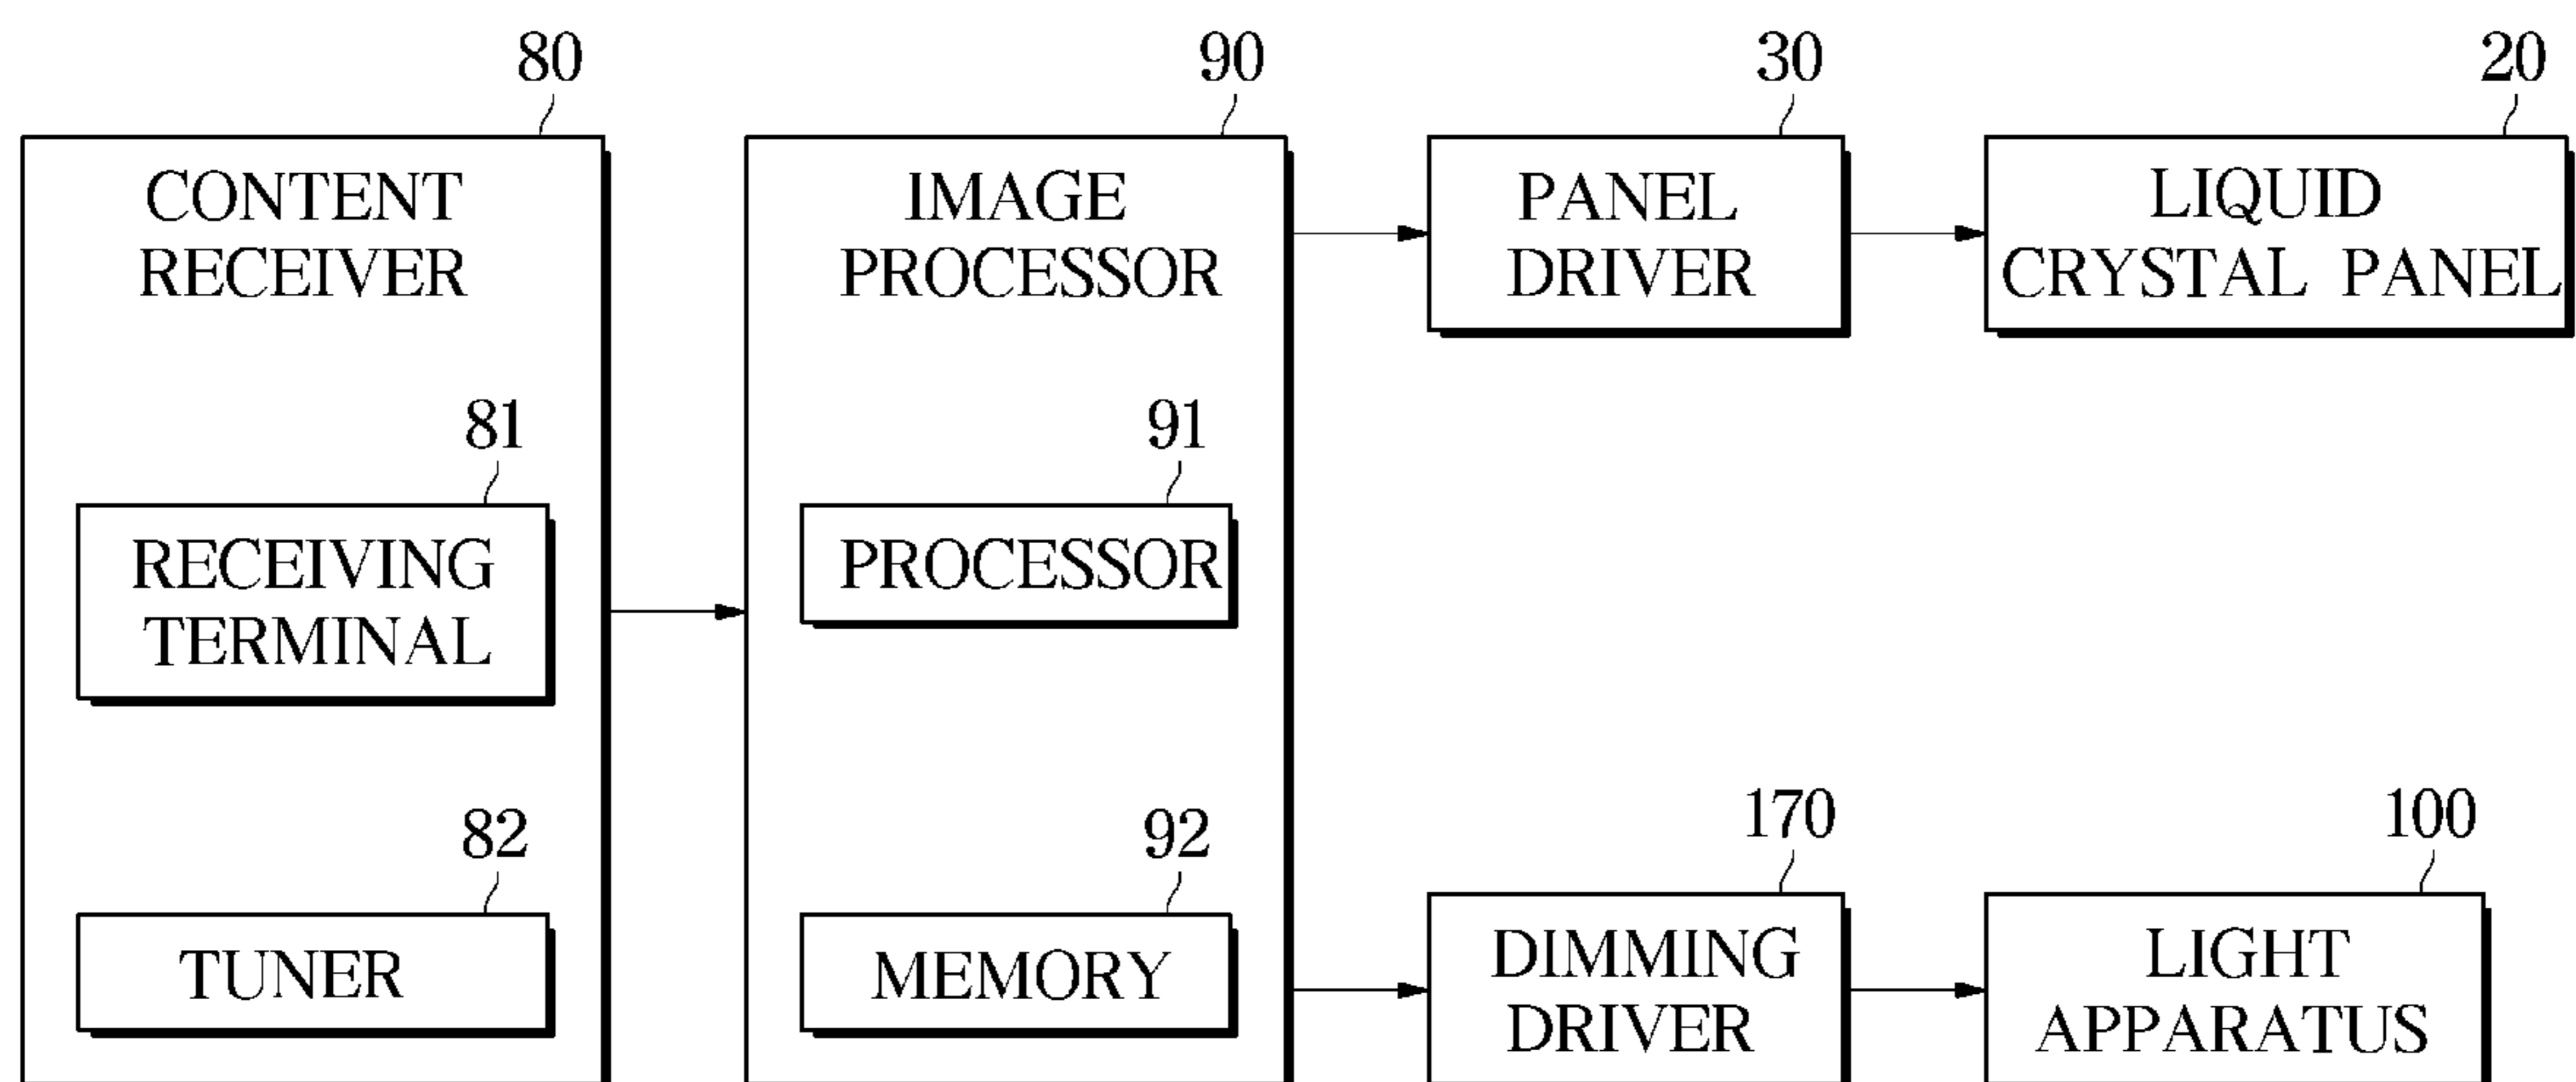 80
CONTENT
RECEIVER
81
RECEIVING
TERMINAL
82
TUNER
90
IMAGE
PROCESSOR
91
PROCESSOR
92
MEMORY
30
PANEL
DRIVER
20
LIQUID
CRYSTAL PANEL
170
DIMMING
DRIVER
100
LIGHT
APPARATUS